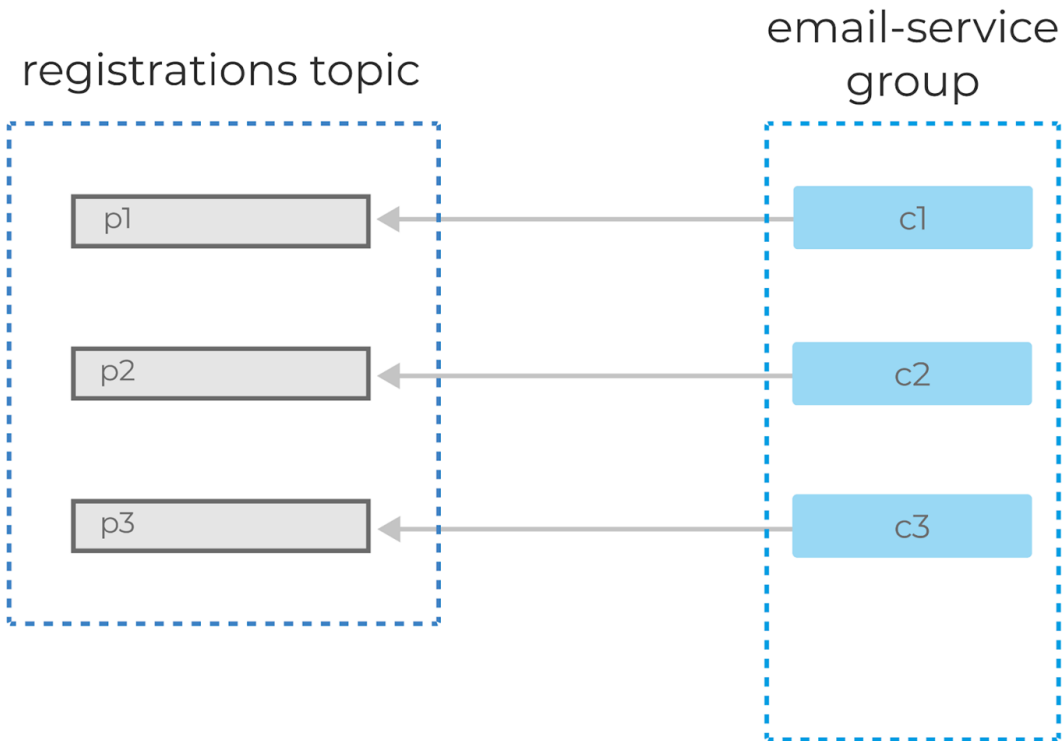 registrations topic
email-service
group
p1
c1
p2
c2
p3
c3